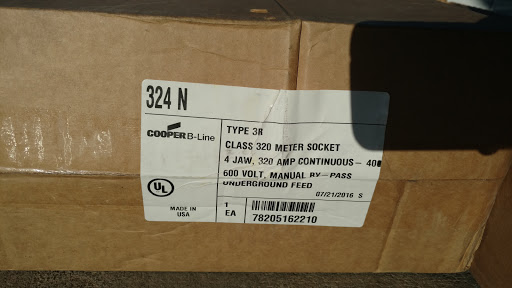 324 N
COOPER B-Line
TYPE 3R
CLASS 320 METER SOCKET
4 JAW, 320 AMP CONTINUOUS- 40
600 VOLT, MANUAL BY-PASS
UNDERGROUND FEED
07/21/2016 S
UL
MADE IN
USA
1
EA
78205162210